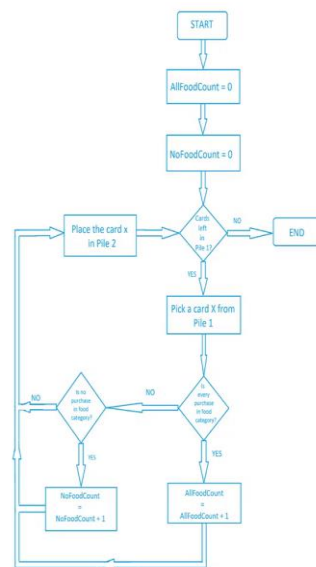 START
AllFoodCount = 0
NoFoodCount = 0
Cards
left
in
Pile 1?
NO
END
Place the card x
in Pile 2
YES
Pick a card X from
Pile 1
Is
every
purchase
in food
category?
NO
Is no
purchase
in food
category?
NO
YES
YES
NoFoodCount
=
NoFoodCount + 1
AllFoodCount
=
AllFoodCount + 1